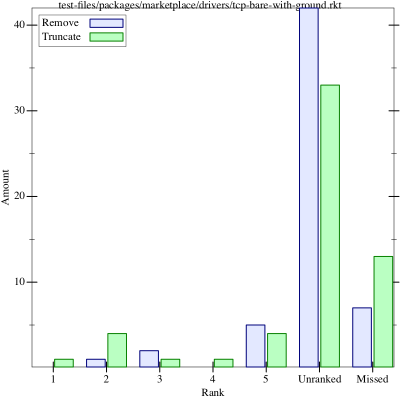 test-files/packages/marketplace/drivers/tcp-bare-with-ground.rkt
Remove
Truncate
40
30
20
10
Amount
1 2 3 4 5 Unranked Missed
Rank